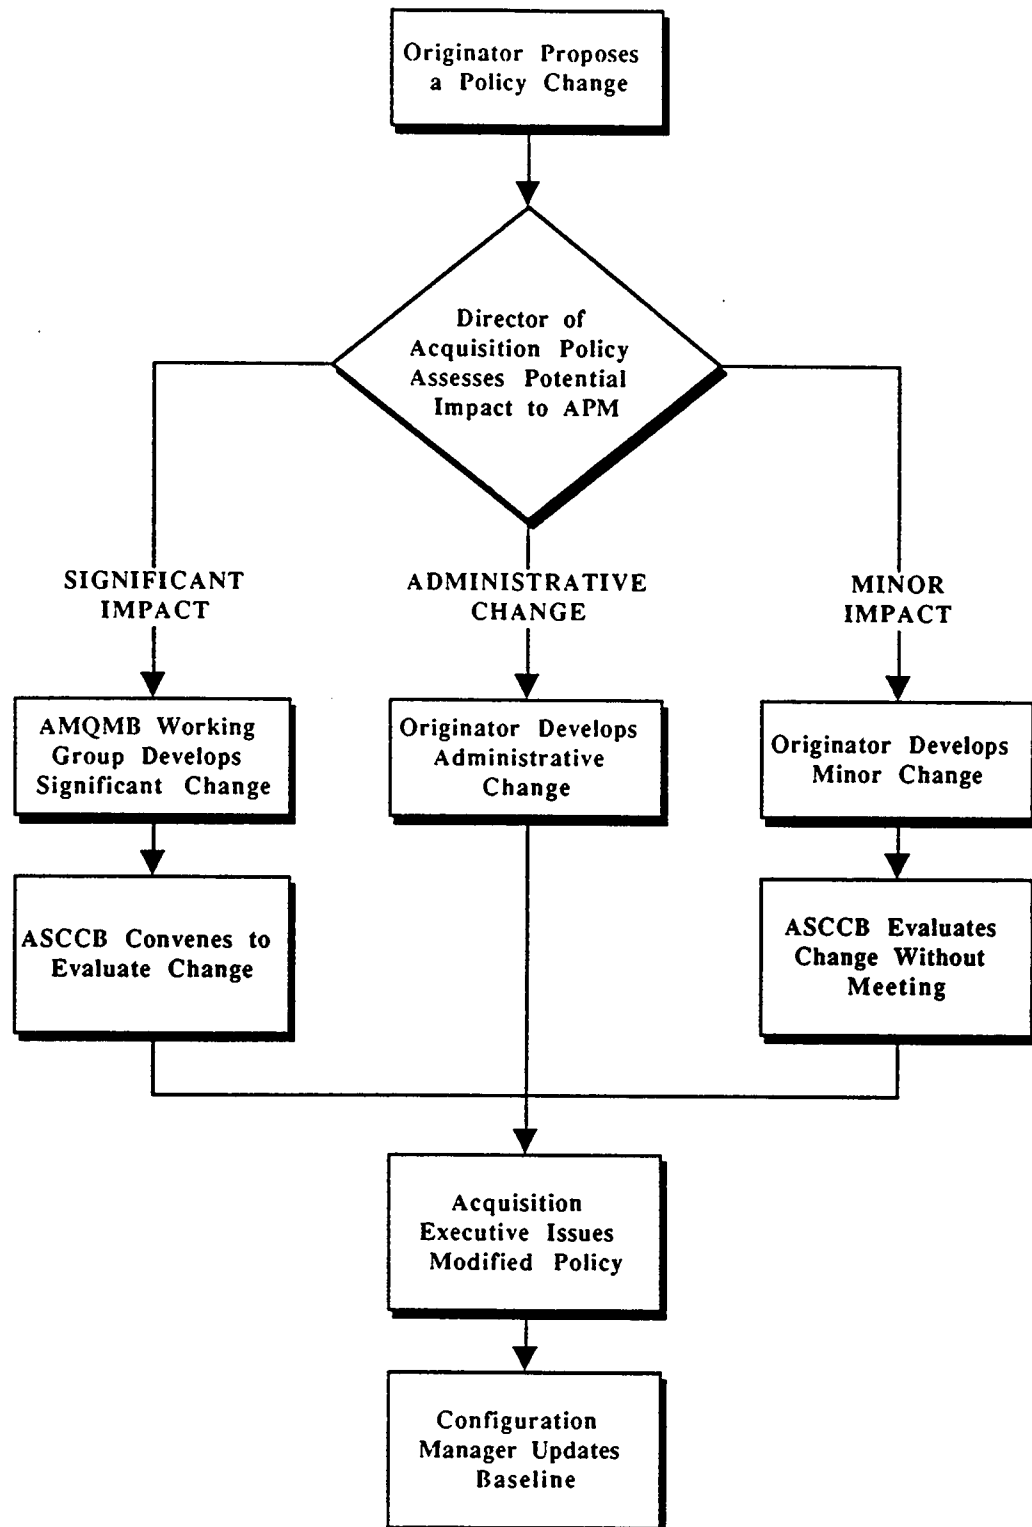 Originator Proposes
a Policy Change
Director of
Acquisition Policy
Assesses Potential
Impact to APM
SIGNIFICANT
IMPACT
ADMINISTRATIVE
CHANGE
MINOR
IMPACT
AMQMB Working
Group Develops
Significant Change
Originator Develops
Administrative
Change
Originator Develops
Minor Change
ASCCB Convenes to
Evaluate Change
ASCCB Evaluates
Change Without
Meeting
Acquisition
Executive Issues
Modified Policy
Configuration
Manager Updates
Baseline